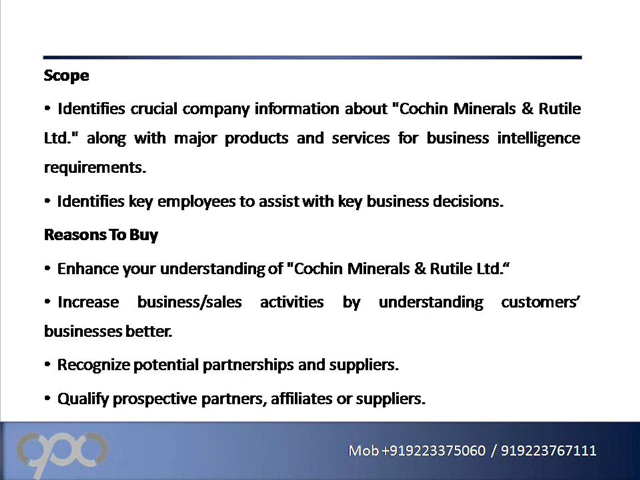 Scope
• Identifies crucial company information about "Cochin Minerals & Rutile
Ltd." along with major products and services for business intelligence
requirements.
• Identifies key employees to assist with key business decisions.
Reasons To Buy
• Enhance your understanding of "Cochin Minerals & Rutile Ltd.“
• Increase business/sales activities by understanding customers’
businesses better.
• Recognize potential partnerships and suppliers.
• Qualify prospective partners, affiliates or suppliers.
Mob +919223375060 / 919223767111